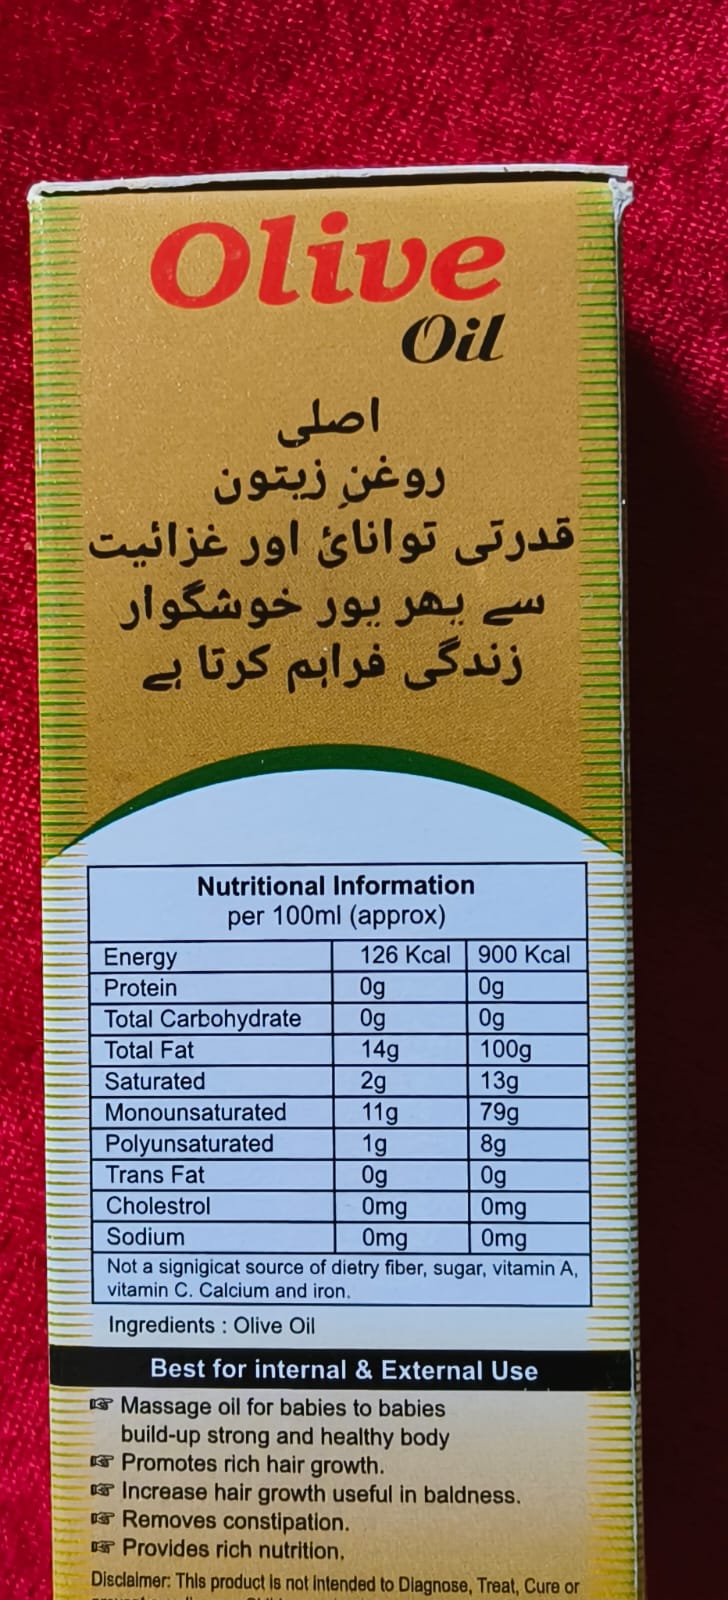 Olive
Oil
اصلی
روغنِ زیتون
قدرتی توانائ اور غزائیت
سے بھر پور خوشگوار
زندگی فراہم کرتا ہے
Nutritional Information
per 100ml (approx)
Energy 126 Kcal 900 Kcal
Protein 0g 0g
Total Carbohydrate 0g 0g
Total Fat 14g 100g
Saturated 2g 13g
Monounsaturated 11g 79g
Polyunsaturated 1g 8g
Trans Fat 0g 0g
Cholestrol 0mg 0mg
Sodium 0mg 0mg
Not a signigicat source of dietry fiber, sugar, vitamin A,
vitamin C. Calcium and iron.
Ingredients : Olive Oil
Best for internal & External Use
☞ Massage oil for babies to babies
build-up strong and healthy body
☞ Promotes rich hair growth.
☞ Increase hair growth useful in baldness.
☞ Removes constipation.
☞ Provides rich nutrition.
Disclaimer: This product is not intended to Diagnose, Treat, Cure or